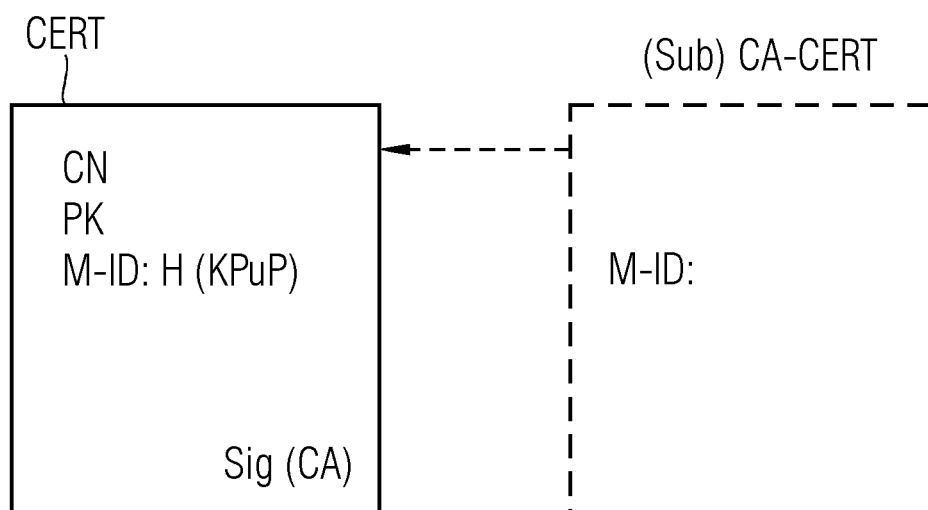 CERT
(Sub) CA-CERT
CN
PK
M-ID: H (KPuP)
M-ID:
Sig (CA)